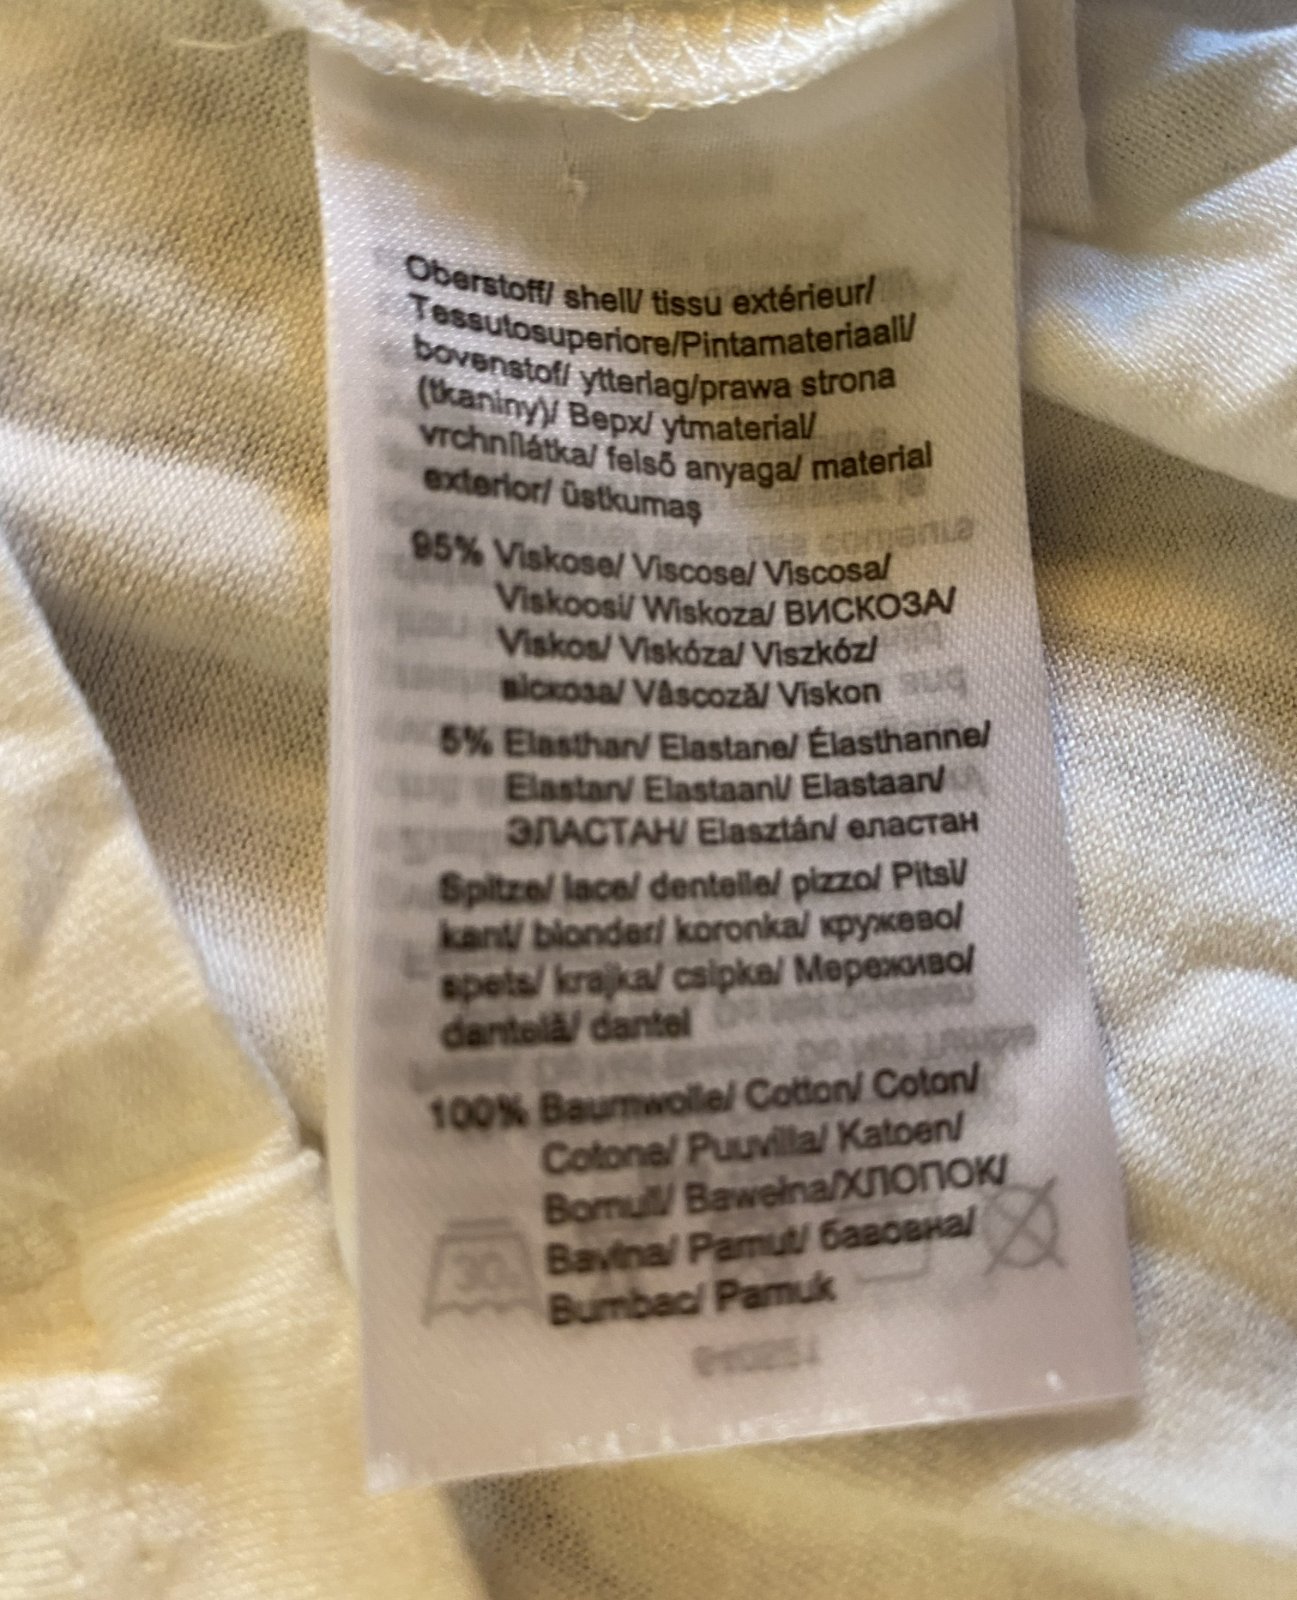 Oberstoff/ shell/ tissu extérieur/
Tessutosuperiore/Pintamateriaali/
bovenstof/ ytterlag/prawa strona
(tkaniny)/ Верх/ ytmaterial/
vrchnílátka/ felső anyaga/ material
exterior/ üstkumaş
95% Viskose/ Viscose/ Viscosa/
Viskoosi/ Wiskoza/ ВИСКОЗА/
Viskos/ Viskóza/ Viszkóz/
віскоза/ Vâscoză/ Viskon
5% Elasthan/ Elastane/ Élasthanne/
Elastan/ Elastaani/ Elastaan/
ЭЛАСТАН/ Elasztán/ еластан
Spitze/ lace/ dentelle/ pizzo/ Pitsi/
kant/ blonder/ koronka/ кружево/
spets/ krajka/ csipke/ Мереживо/
dantelă/ dantel
100% Baumwolle/ Cotton/ Coton/
Cotone/ Puuvilla/ Katoen/
Bomull/ Bawełna/ХЛОПОК/
Bavlna/ Pamut/ бавовна/
Bumbac/ Pamuk